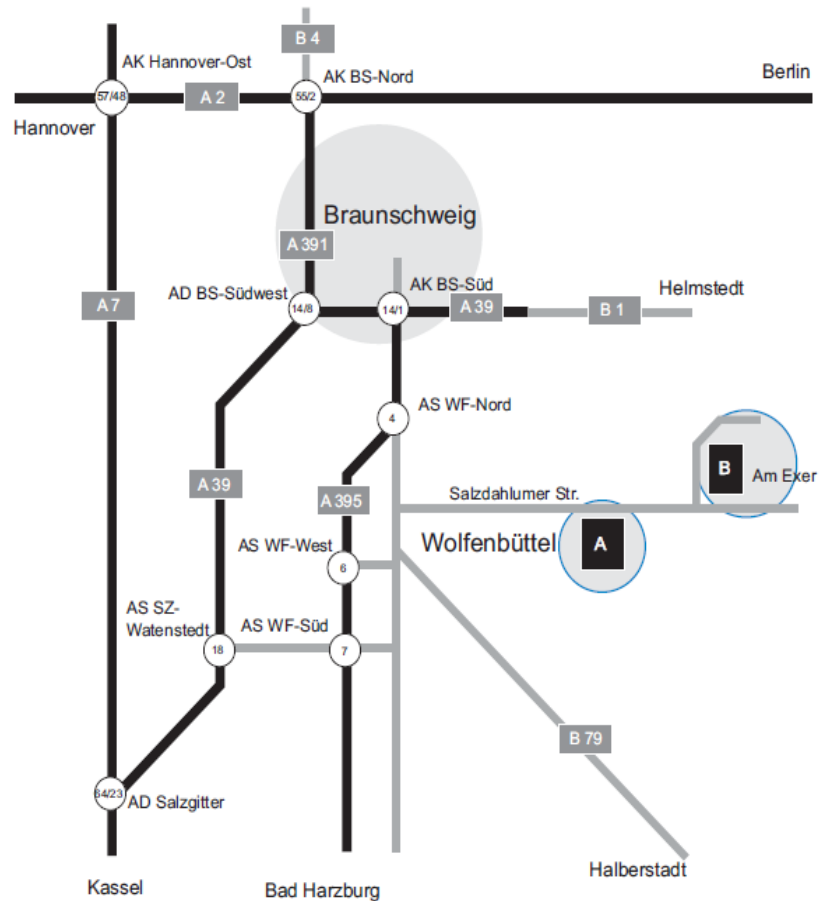 B 4
AK Hannover-Ost
AK BS-Nord
Berlin
57/48
A 2
55/2
Hannover
Braunschweig
A 391
AK BS-Süd
AD BS-Südwest
Helmstedt
A 7
14/8
14/1
A 39
B 1
AS WF-Nord
4
B
Am Exer
A 39
Salzdahlumer Str.
A 395
AS WF-West
Wolfenbüttel
A
6
AS SZ-
Watenstedt
AS WF-Süd
18
7
B 79
64/23
AD Salzgitter
Halberstadt
Kassel
Bad Harzburg